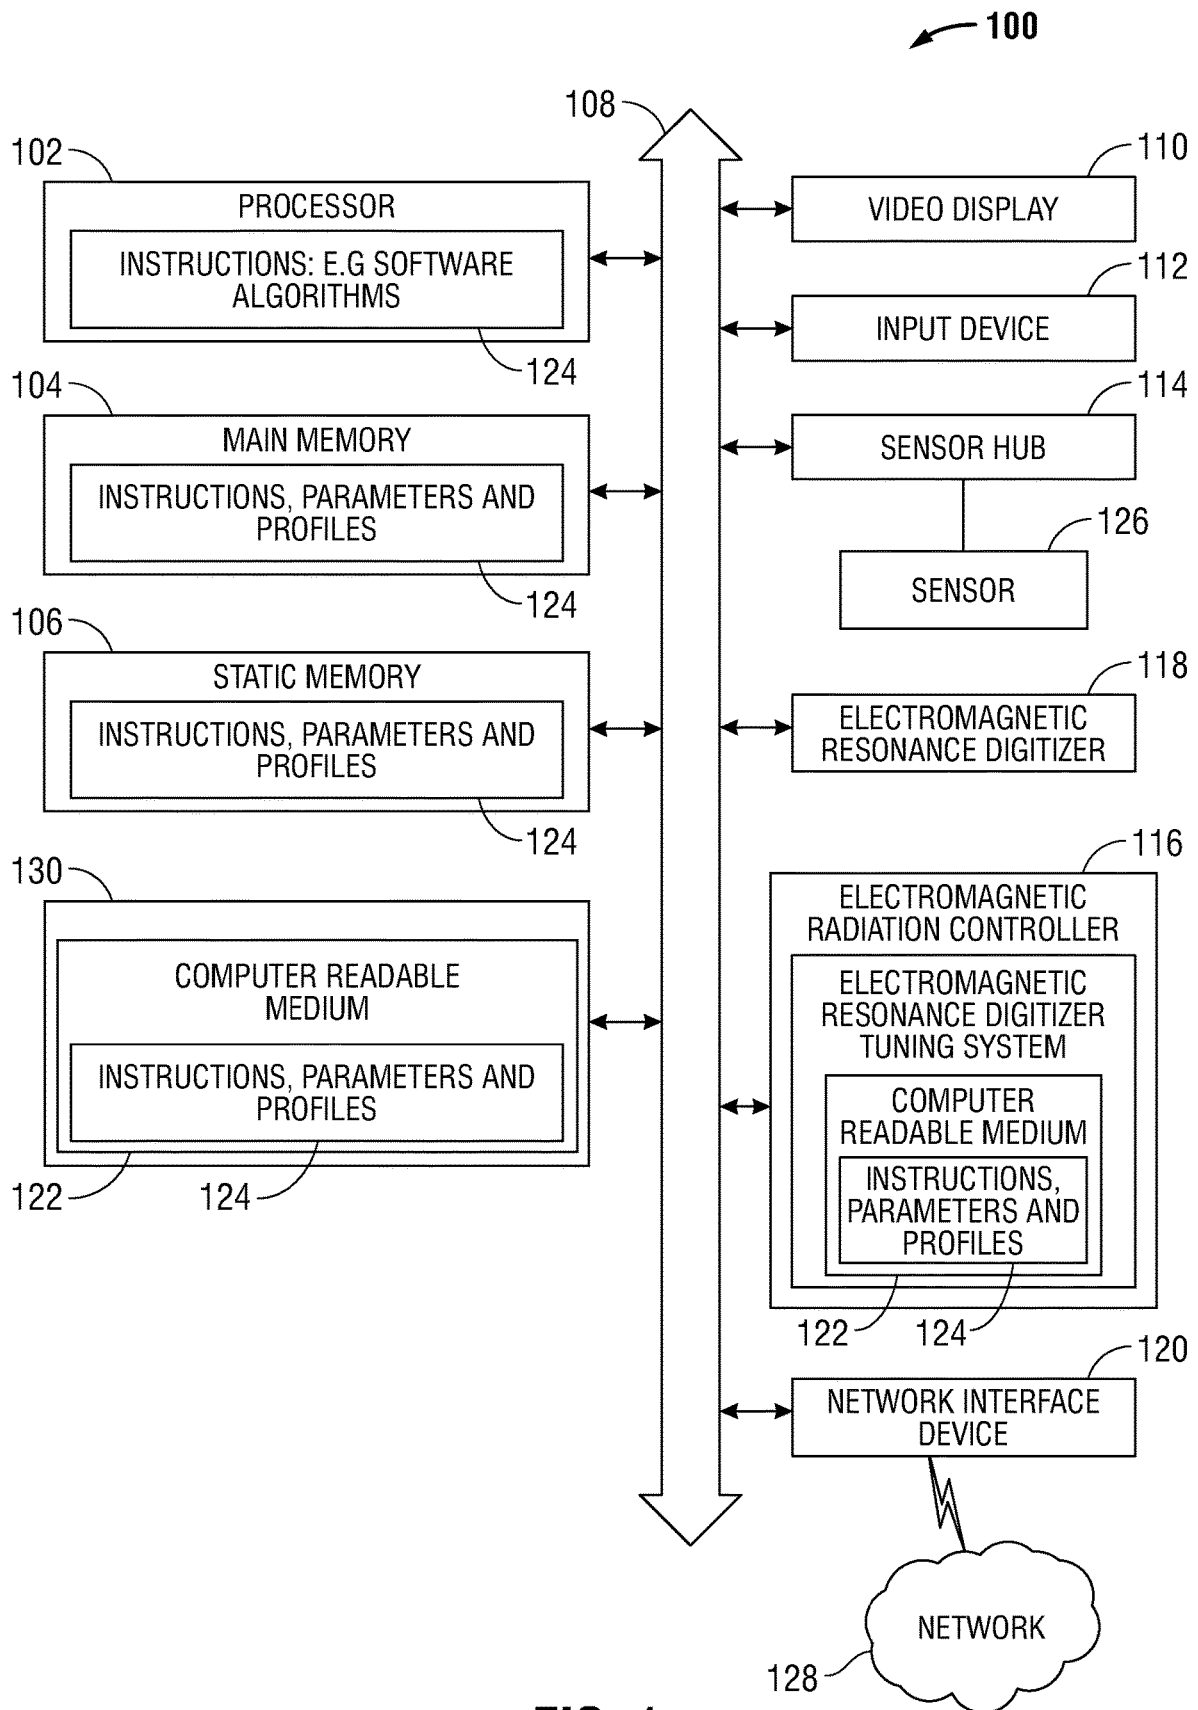 100
108
102
PROCESSOR
INSTRUCTIONS: E.G SOFTWARE
ALGORITHMS
124
104
MAIN MEMORY
INSTRUCTIONS, PARAMETERS AND
PROFILES
124
106
STATIC MEMORY
INSTRUCTIONS, PARAMETERS AND
PROFILES
124
130
COMPUTER READABLE
MEDIUM
INSTRUCTIONS, PARAMETERS AND
PROFILES
122
124
110
VIDEO DISPLAY
112
INPUT DEVICE
114
SENSOR HUB
126
SENSOR
118
ELECTROMAGNETIC
RESONANCE DIGITIZER
116
ELECTROMAGNETIC
RADIATION CONTROLLER
ELECTROMAGNETIC
RESONANCE DIGITIZER
TUNING SYSTEM
COMPUTER
READABLE MEDIUM
INSTRUCTIONS,
PARAMETERS AND
PROFILES
122
124
120
NETWORK INTERFACE
DEVICE
NETWORK
128